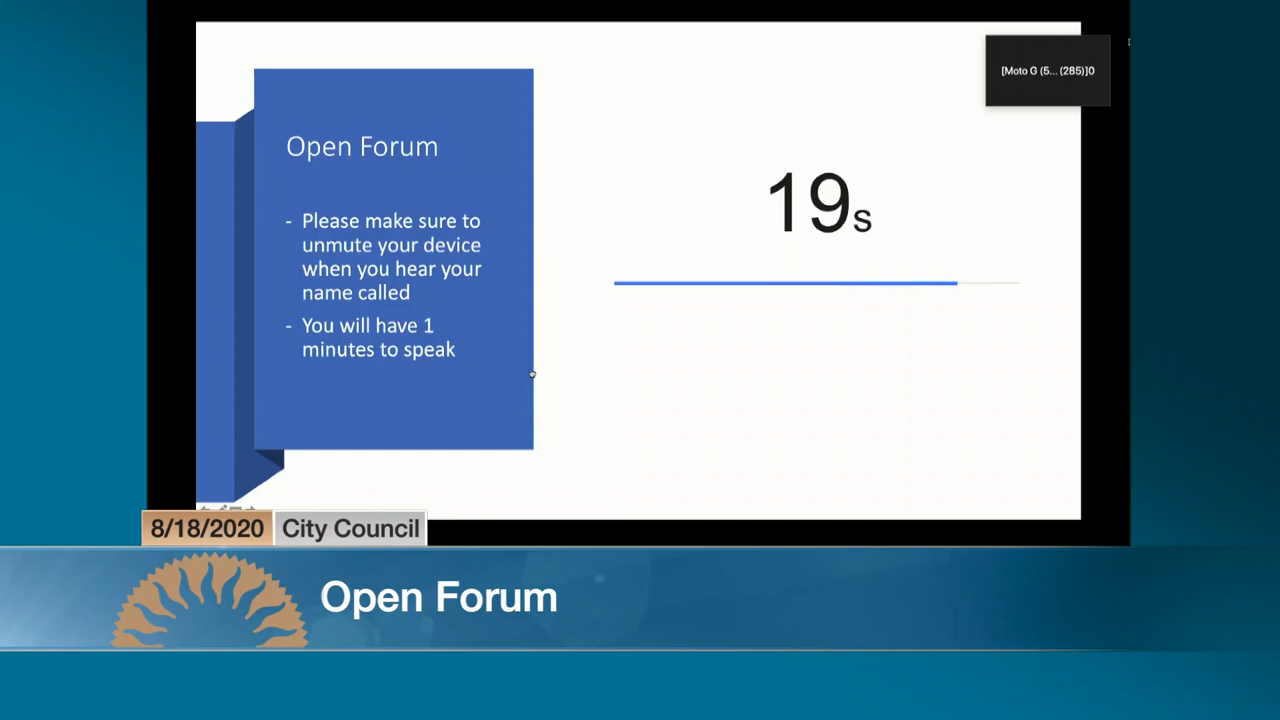 [Moto G (5... (285)]0
Open Forum
- Please make sure to
unmute your device
when you hear your
name called
- You will have 1
minutes to speak
19s
8/18/2020 City Council
Open Forum